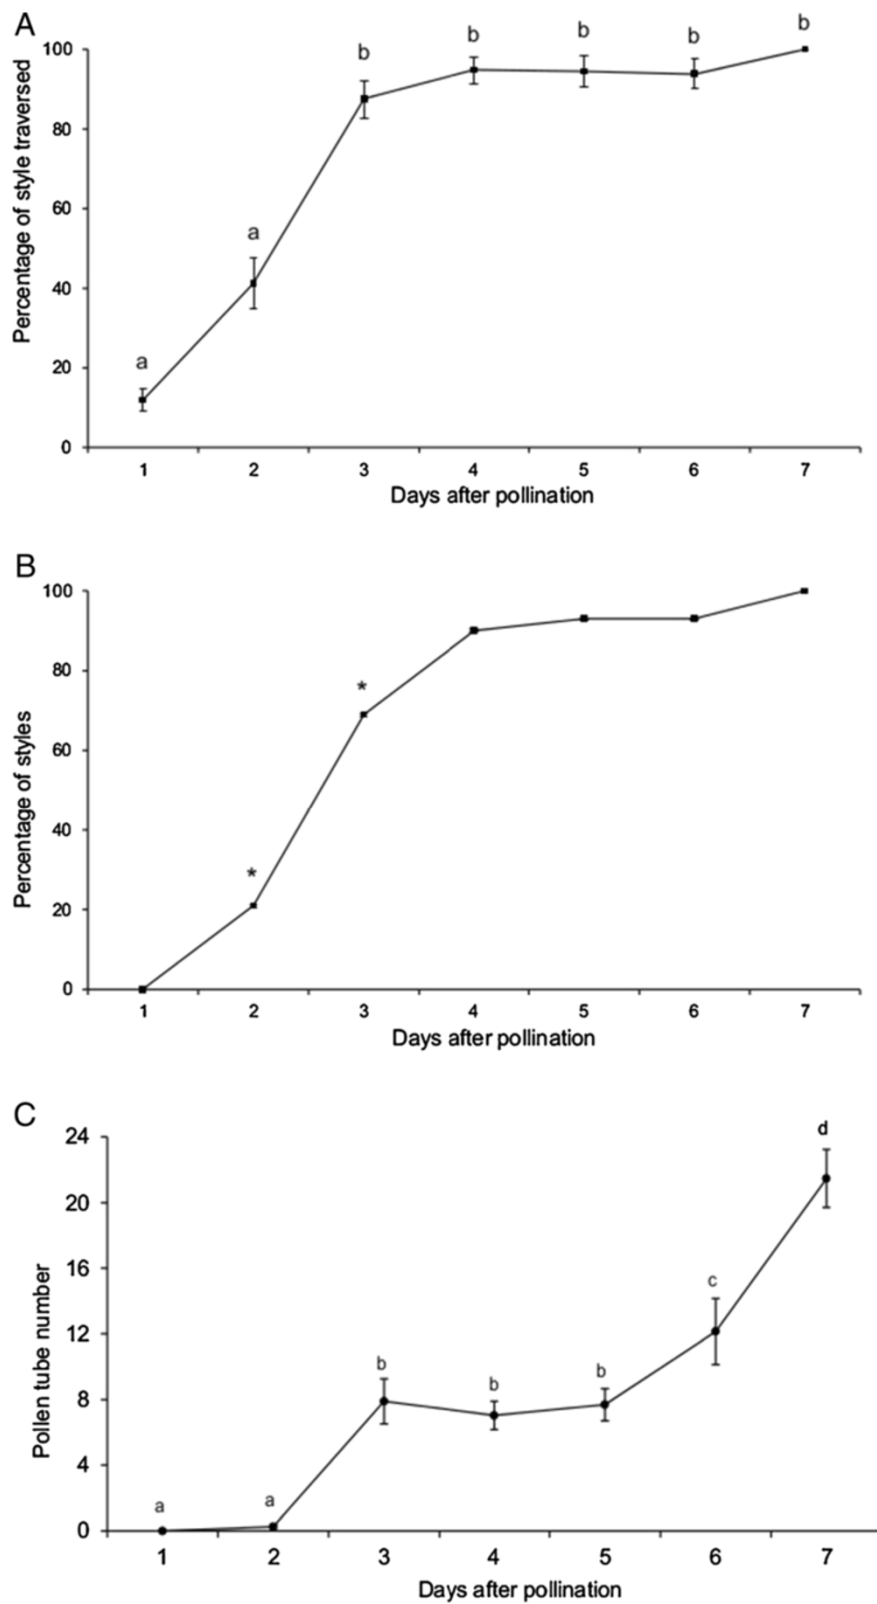 A
b
b
b
b
b
100
Percentage of style traversed
80
60
a
40
a
20
0
1 2 3 4 5 6 7
Days after pollination
B
100
80
*
Percentage of styles
60
40
*
20
0
1 2 3 4 5 6 7
Days after pollination
C
24
d
20
16
c
Pollen tube number
12
b
b
b
8
4
a
a
0
1 2 3 4 5 6 7
Days after pollination